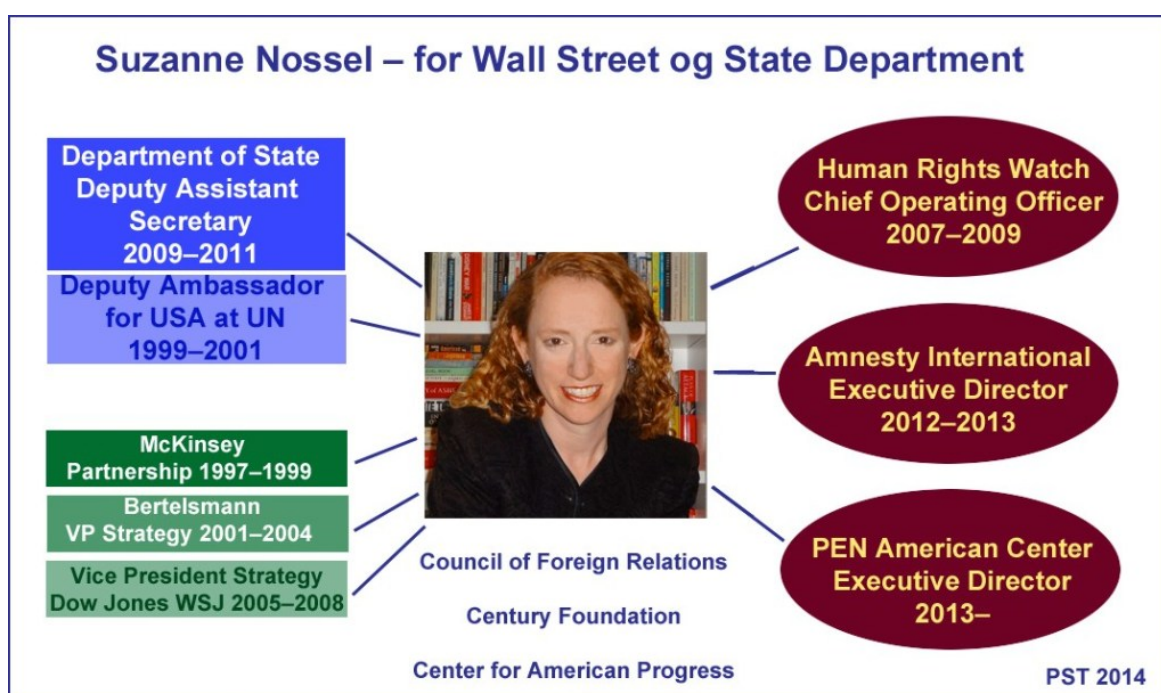 Suzanne Nossel – for Wall Street og State Department
Department of State
Deputy Assistant
Secretary
2009–2011
Deputy Ambassador
for USA at UN
1999–2001
McKinsey
Partnership 1997–1999
Bertelsmann
VP Strategy 2001–2004
Vice President Strategy
Dow Jones WSJ 2005–2008
Human Rights Watch
Chief Operating Officer
2007–2009
Amnesty International
Executive Director
2012–2013
PEN American Center
Executive Director
2013–
Council of Foreign Relations
Century Foundation
Center for American Progress
PST 2014